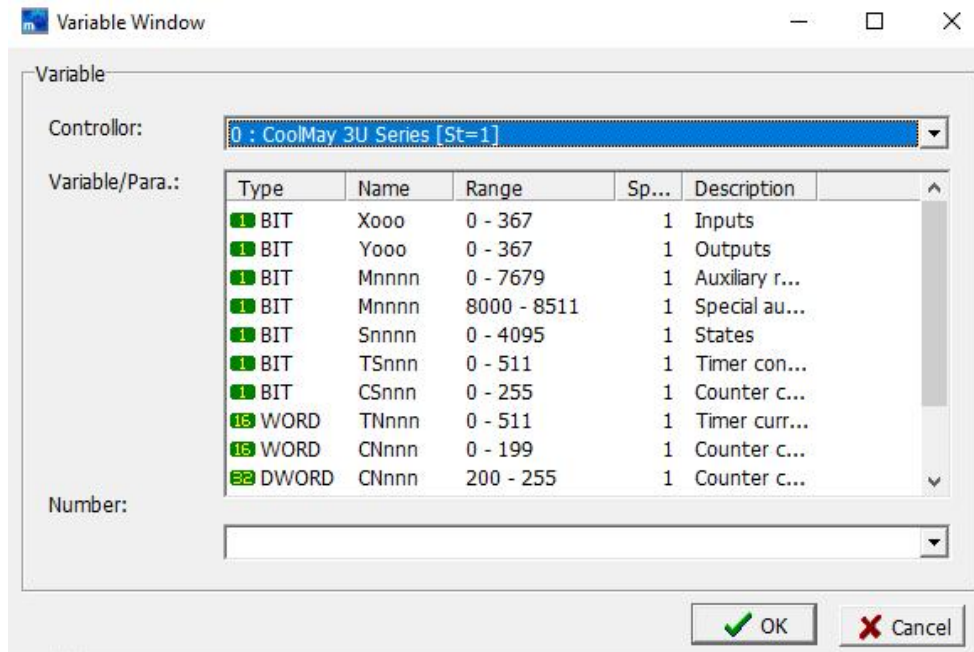 Variable Window
Variable
Controllor:
0 : CoolMay 3U Series [St=1]
Variable/Para.:
Type Name Range Sp... Description
1 BIT Xooo 0 - 367 1 Inputs
1 BIT Yooo 0 - 367 1 Outputs
1 BIT Mnnnn 0 - 7679 1 Auxiliary r...
1 BIT Mnnnn 8000 - 8511 1 Special au...
1 BIT Snnnn 0 - 4095 1 States
1 BIT TSnnn 0 - 511 1 Timer con...
1 BIT CSnnn 0 - 255 1 Counter c...
16 WORD TNnnn 0 - 511 1 Timer curr...
16 WORD CNnnn 0 - 199 1 Counter c...
32 DWORD CNnnn 200 - 255 1 Counter c...
Number:
OK Cancel